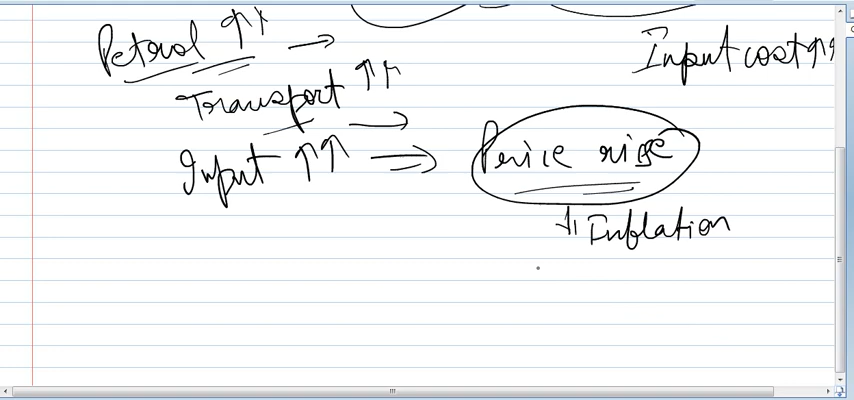 Petrol ↑↑ →
Input cost ↑↑
Transport ↑↑ →
Input ↑↑ ⇒ Price rise
Inflation